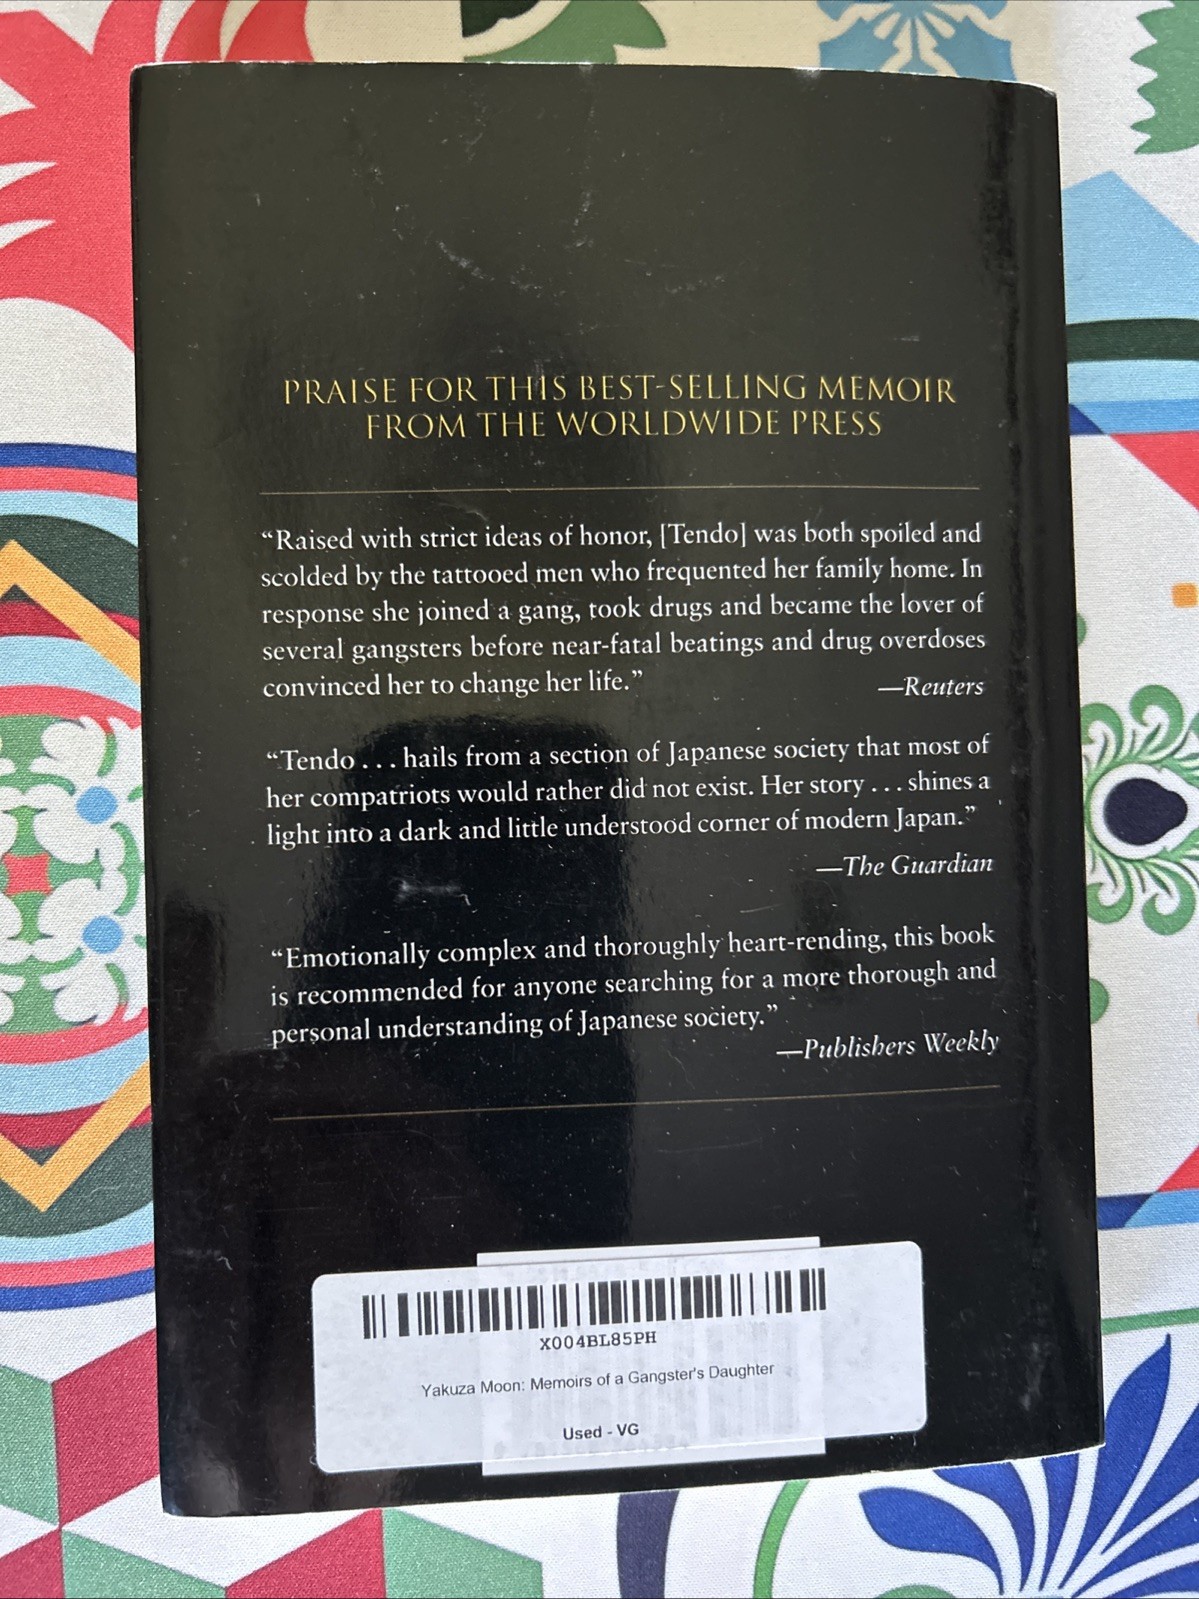 PRAISE FOR THIS BEST-SELLING MEMOIR
FROM THE WORLDWIDE PRESS
“Raised with strict ideas of honor, [Tendo] was both spoiled and
scolded by the tattooed men who frequented her family home. In
response she joined a gang, took drugs and became the lover of
several gangsters before near-fatal beatings and drug overdoses
convinced her to change her life.”
—Reuters
“Tendo . . . hails from a section of Japanese society that most of
her compatriots would rather did not exist. Her story . . . shines a
light into a dark and little understood corner of modern Japan.”
—The Guardian
“Emotionally complex and thoroughly heart-rending, this book
is recommended for anyone searching for a more thorough and
personal understanding of Japanese society.”
—Publishers Weekly
X004BL85PH
Yakuza Moon: Memoirs of a Gangster's Daughter
Used - VG